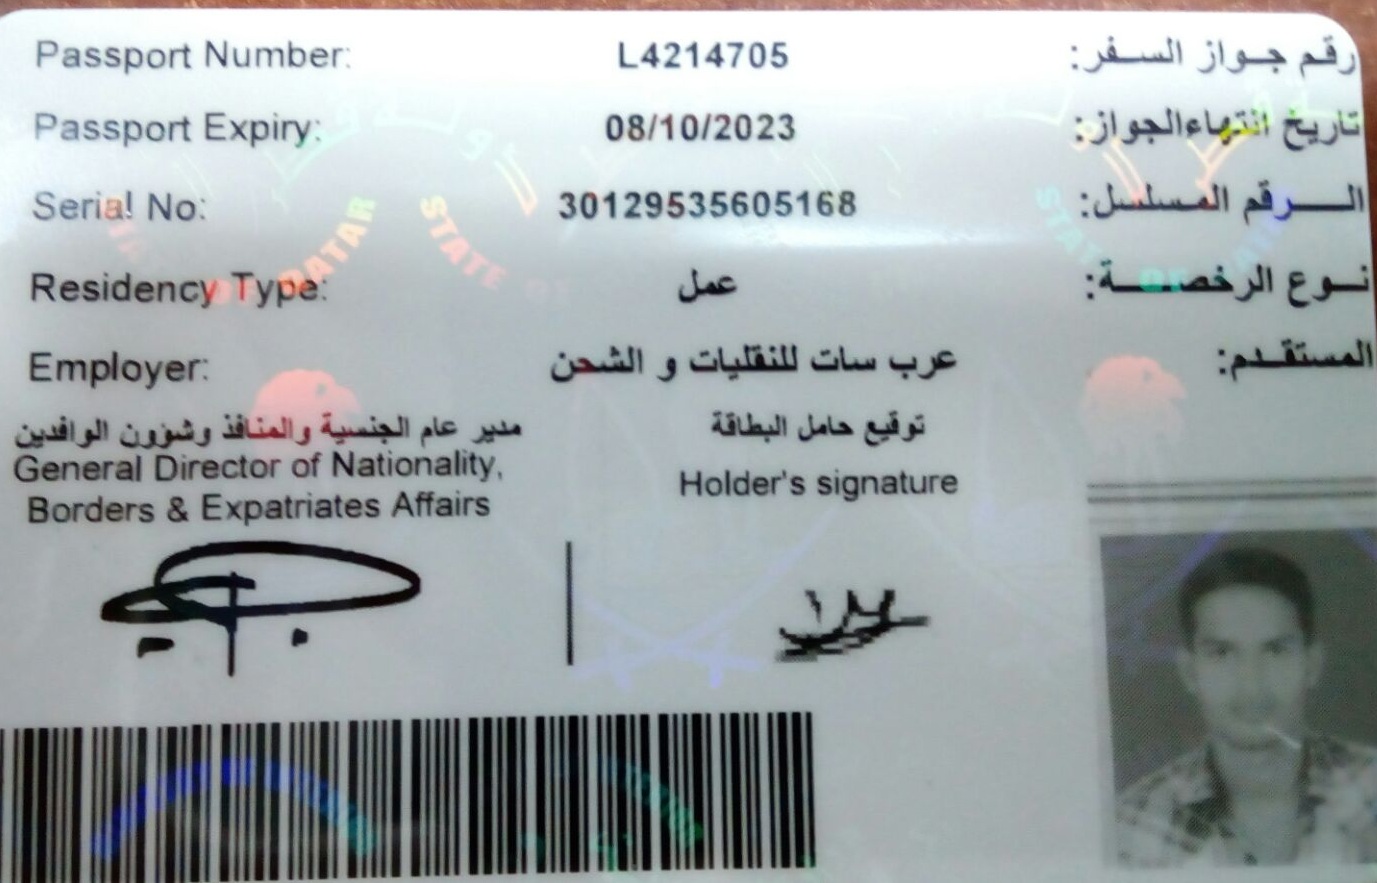 Passport Number: L4214705 رقم جواز السفر:
Passport Expiry: 08/10/2023 تاريخ انتهاءالجواز:
Serial No: 30129535605168 الرقم المسلسل:
Residency Type: عمل نوع الرخصة:
Employer: عرب سات للنقليات و الشحن المستقدم:
مدير عام الجنسية والمنافذ وشؤون الوافدين توقيع حامل البطاقة
General Director of Nationality, Holder's signature
Borders & Expatriates Affairs
STATE OF QATAR